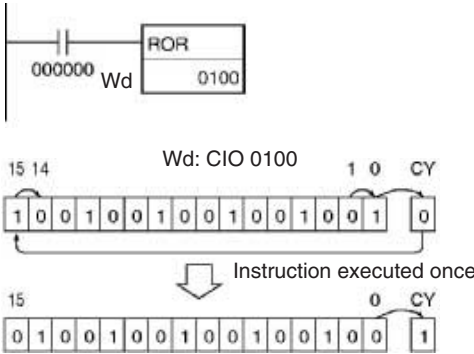 ROR
000000 Wd 0100
Wd: CIO 0100
15 14 1 0 CY
1 0 0 1 0 0 1 0 0 1 0 0 1 0 0 1 0
Instruction executed once
15 0 CY
0 1 0 0 1 0 0 1 0 0 1 0 0 1 0 0 1